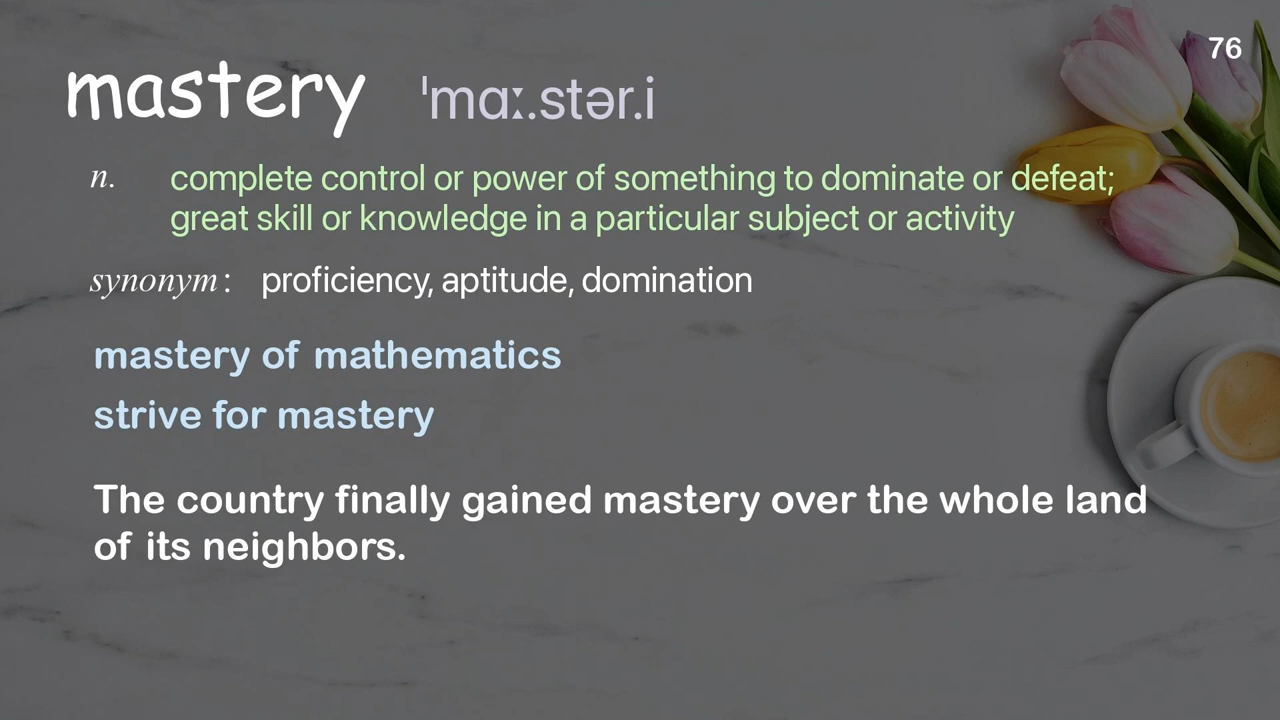 76
mastery ˈmɑː.stər.i
n. complete control or power of something to dominate or defeat;
great skill or knowledge in a particular subject or activity
synonym: proficiency, aptitude, domination
mastery of mathematics
strive for mastery
The country finally gained mastery over the whole land
of its neighbors.